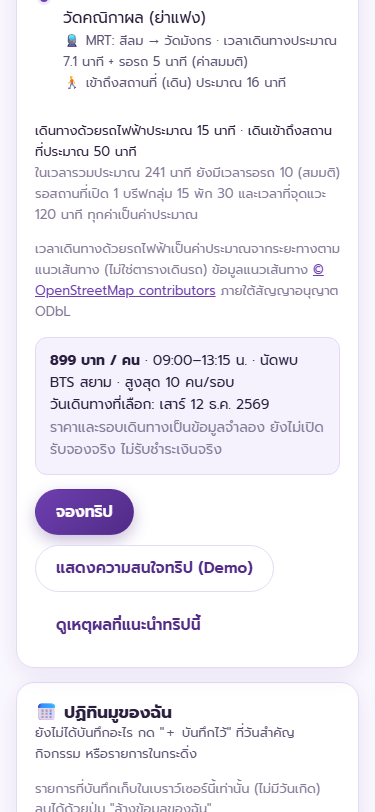 วัดคณิกาผล (ย่าแฟง)
MRT: สีลม → วัดมังกร · เวลาเดินทางประมาณ
7.1 นาที + รอรถ 5 นาที (ค่าสมมติ)
เข้าถึงสถานที่ (เดิน) ประมาณ 16 นาที
เดินทางด้วยรถไฟฟ้าประมาณ 15 นาที · เดินเข้าถึงสถาน
ที่ประมาณ 50 นาที
ในเวลารวมประมาณ 241 นาที ยังมีเวลารอรถ 10 (สมมติ)
รอสถานที่เปิด 1 บรีฟกลุ่ม 15 พัก 30 และเวลาที่จุดแวะ
120 นาที ทุกค่าเป็นค่าประมาณ
เวลาเดินทางด้วยรถไฟฟ้าเป็นค่าประมาณจากระยะทางตาม
แนวเส้นทาง (ไม่ใช่ตารางเดินรถ) ข้อมูลแนวเส้นทาง ©
OpenStreetMap contributors ภายใต้สัญญาอนุญาต
ODbL
899 บาท / คน · 09:00–13:15 น. · นัดพบ
BTS สยาม · สูงสุด 10 คน/รอบ
วันเดินทางที่เลือก: เสาร์ 12 ธ.ค. 2569
ราคาและรอบเดินทางเป็นข้อมูลจำลอง ยังไม่เปิด
รับจองจริง ไม่รับชำระเงินจริง
จองทริป
แสดงความสนใจทริป (Demo)
ดูเหตุผลที่แนะนำทริปนี้
ปฏิทินมูของฉัน
ยังไม่ได้บันทึกอะไร กด "＋ บันทึกไว้" ที่วันสำคัญ
กิจกรรม หรือรายการในกระดิ่ง
รายการที่บันทึกเก็บในเบราว์เซอร์นี้เท่านั้น (ไม่มีวันเกิด)
ลบได้ด้วยปุ่ม "ล้างข้อมูลของฉัน"